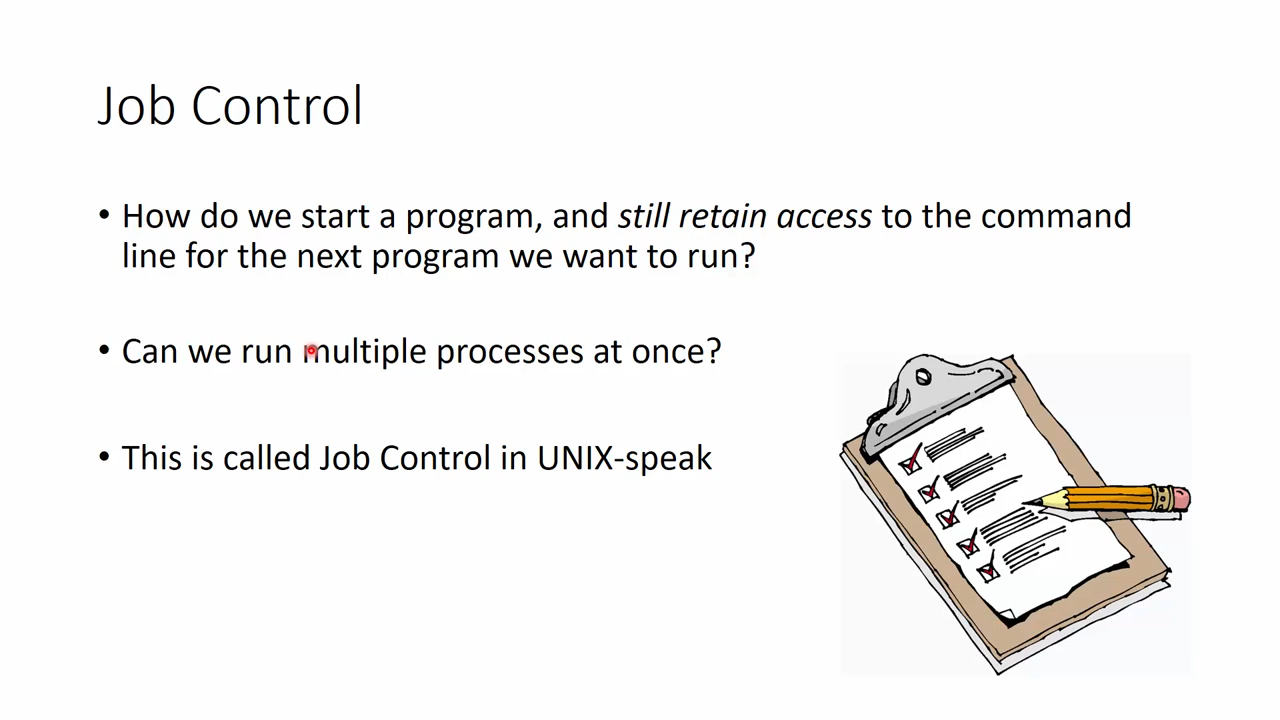 Job Control
• How do we start a program, and still retain access to the command
line for the next program we want to run?
• Can we run multiple processes at once?
• This is called Job Control in UNIX-speak